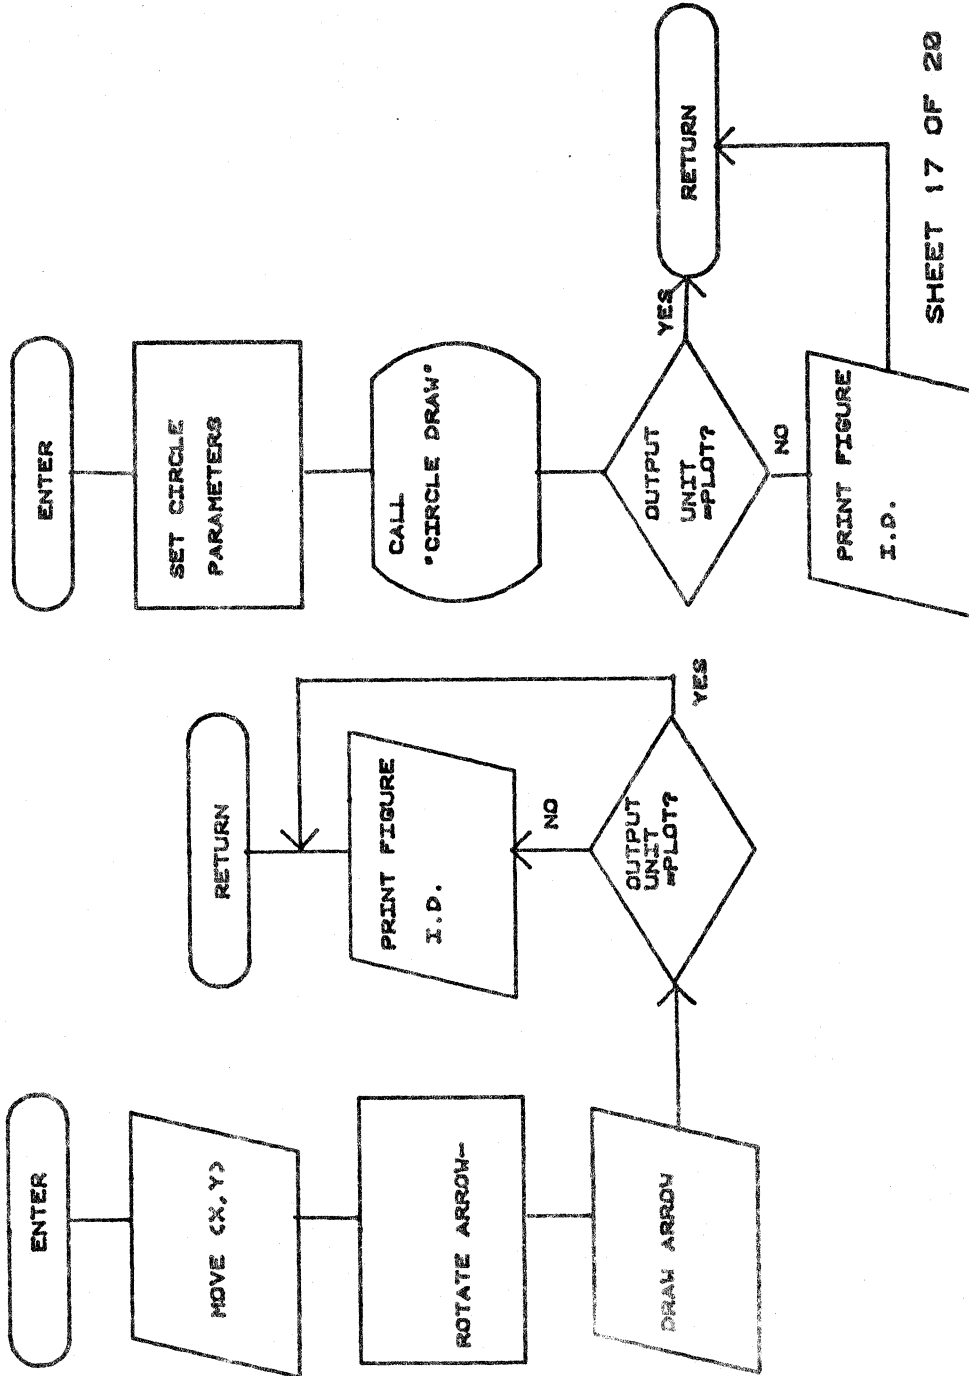 ENTER
MOVE (X,Y)
ROTATE ARROW-
DRAW ARROW
OUTPUT
UNIT
=PLOT?
NO
YES
PRINT FIGURE
I.D.
RETURN
ENTER
SET CIRCLE
PARAMETERS
CALL
"CIRCLE DRAW"
OUTPUT
UNIT
=PLOT?
YES
NO
PRINT FIGURE
I.D.
RETURN
SHEET 17 OF 20